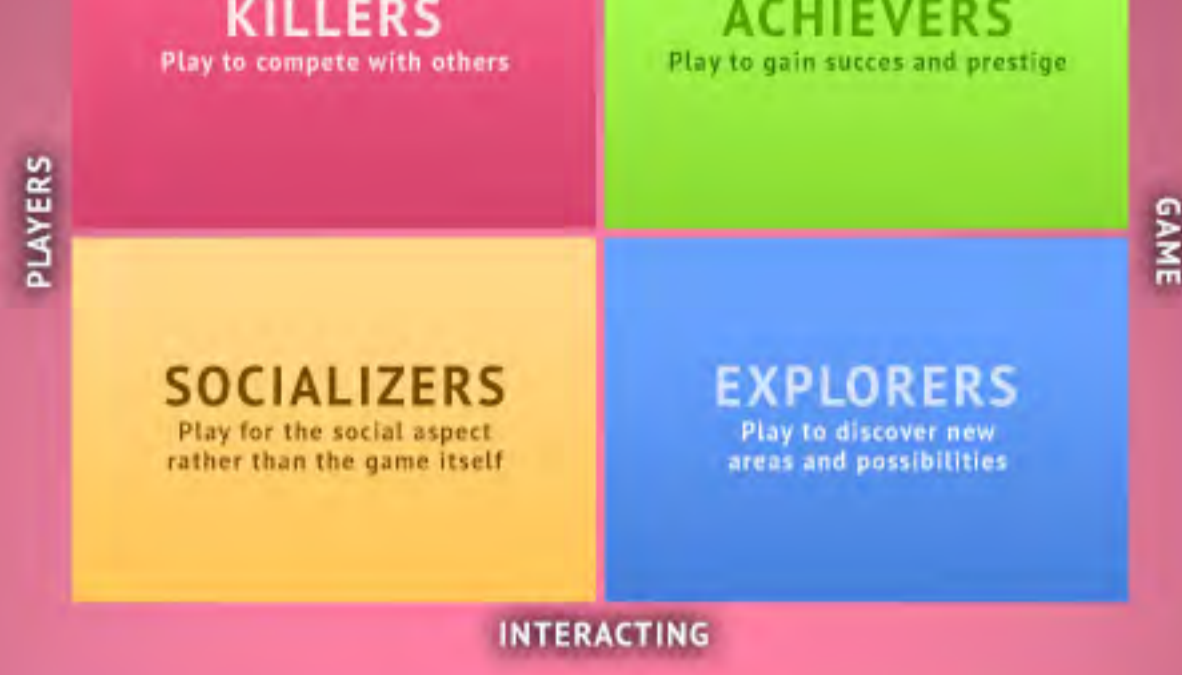 KILLERS
Play to compete with others
ACHIEVERS
Play to gain succes and prestige
PLAYERS
GAME
SOCIALIZERS
Play for the social aspect
rather than the game itself
EXPLORERS
Play to discover new
areas and possibilities
INTERACTING